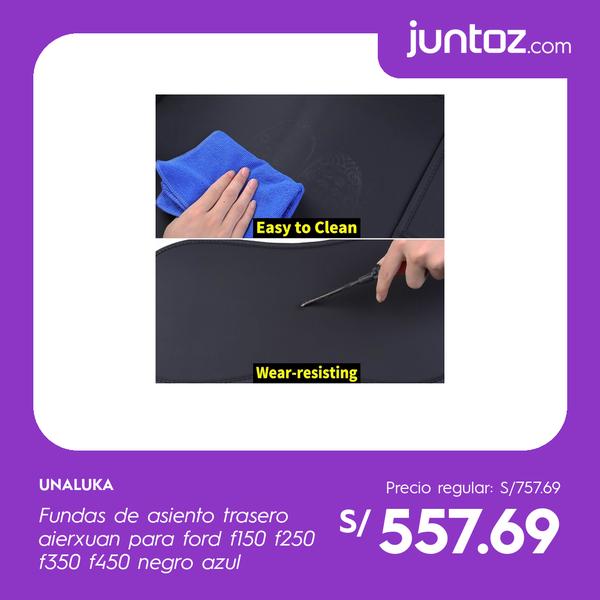 juntoz.com
Easy to Clean
Wear-resisting
UNALUKA
Fundas de asiento trasero
aierxuan para ford f150 f250
f350 f450 negro azul
Precio regular: S/757.69
S/557.69